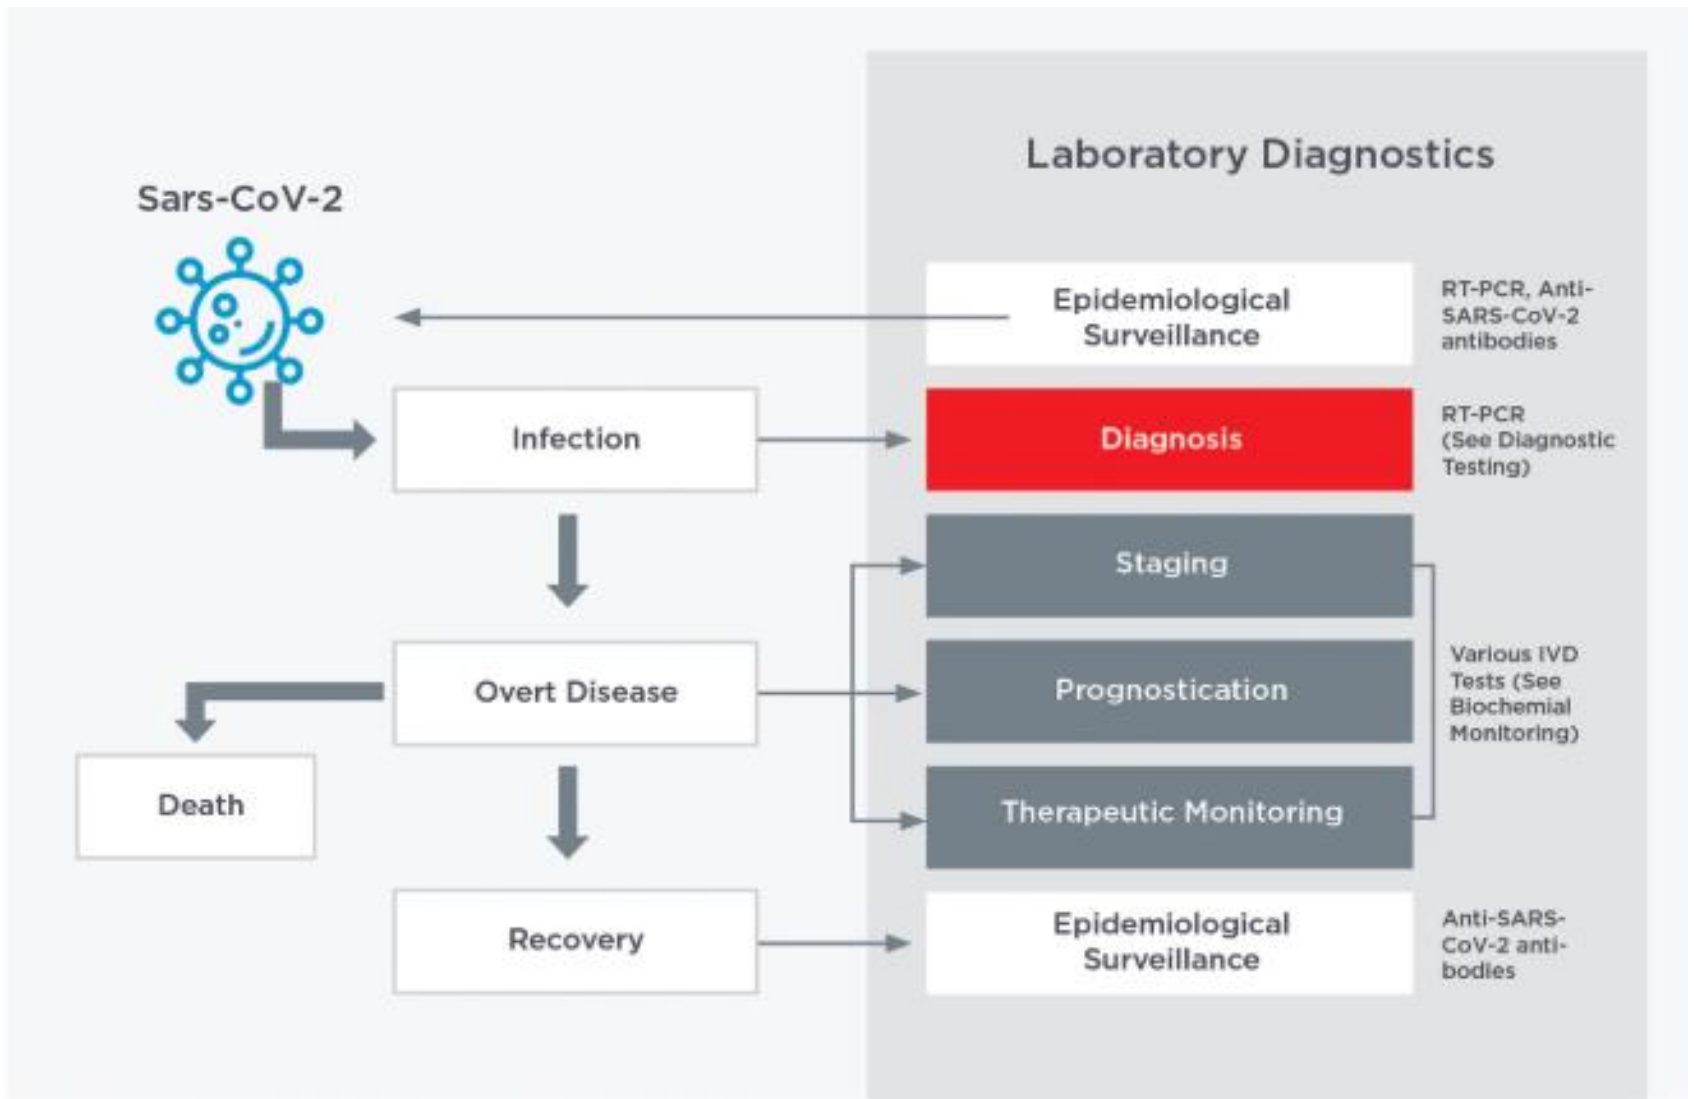 Laboratory Diagnostics
Sars-CoV-2
Epidemiological
Surveillance
RT-PCR, Anti-
SARS-CoV-2
antibodies
Infection
Diagnosis
RT-PCR
(See Diagnostic
Testing)
Staging
Overt Disease
Prognostication
Various IVD
Tests (See
Biochemial
Monitoring)
Death
Therapeutic Monitoring
Recovery
Epidemiological
Surveillance
Anti-SARS-
CoV-2 anti-
bodies